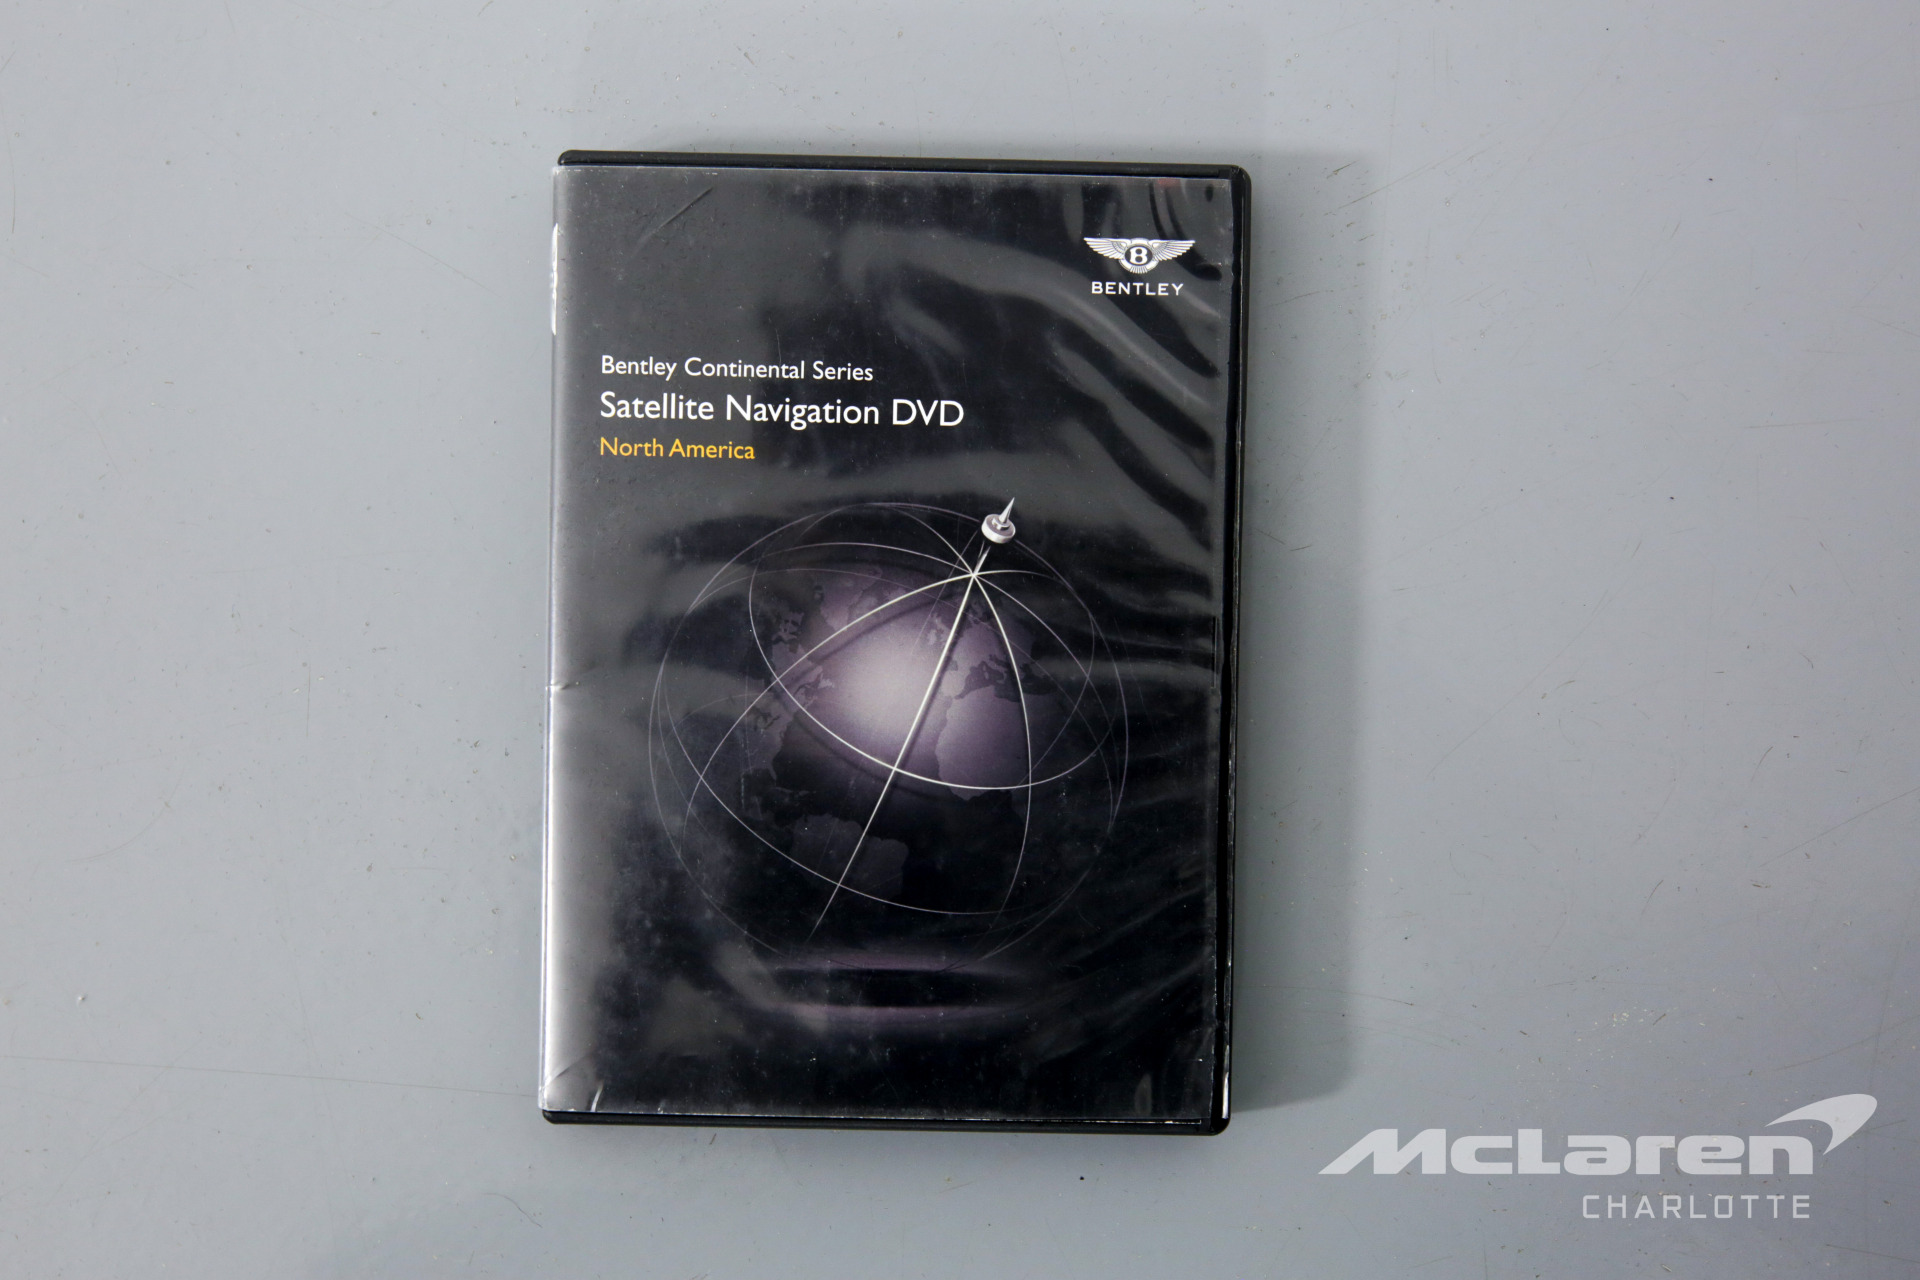 B
BENTLEY
Bentley Continental Series
Satellite Navigation DVD
North America
McLaren
CHARLOTTE